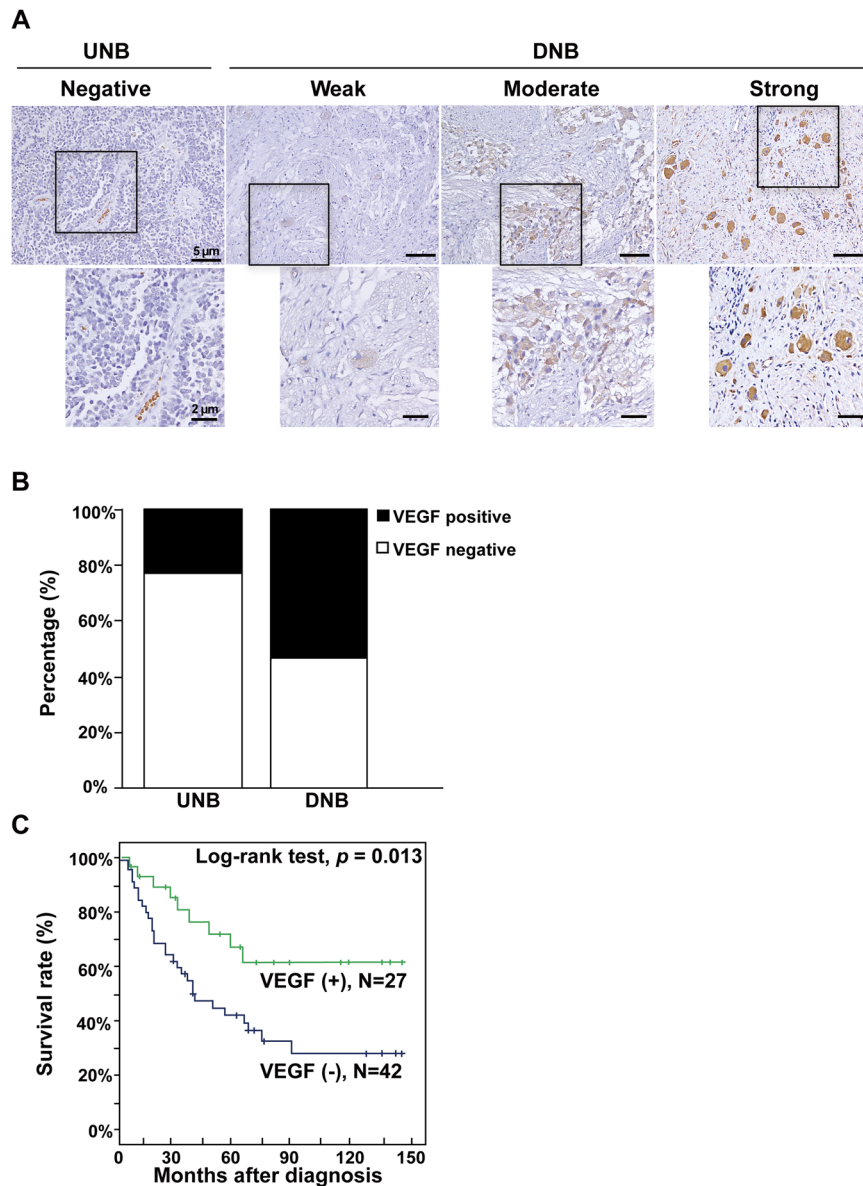 A
UNB DNB
Negative Weak Moderate Strong
5 μm
2 μm
B
100%
80%
60%
40%
20%
0%
Percentage (%)
UNB DNB
VEGF positive
VEGF negative
C
Log-rank test, p = 0.013
100%
80%
60%
40%
20%
0%
Survival rate (%)
VEGF (+), N=27
VEGF (-), N=42
0 30 60 90 120 150
Months after diagnosis